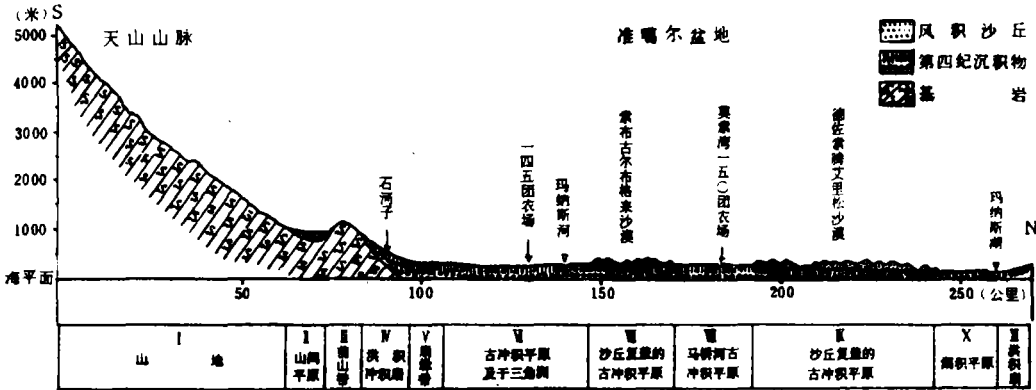 (米) S
5000
4000
3000
2000
1000
海平面
天山山脉
准噶尔盆地
风积沙丘
第四纪沉积物
基岩
石河子
一四五团农场
玛纳斯河
索布古尔布格来沙漠
莫索湾一五〇团农场
德佐索腾艾里松沙漠
玛纳斯湖
N
50
100
150
200
250
(公里)
I
山地
II
山间
平原
III
前山带
IV
洪积
冲积扇
V
扇缘带
VI
古冲积平原
及干三角洲
VII
沙丘复盖的
古冲积平原
VIII
马桥河古
冲积平原
IX
沙丘复盖的
古冲积平原
X
湖积平原
XI
洪积扇